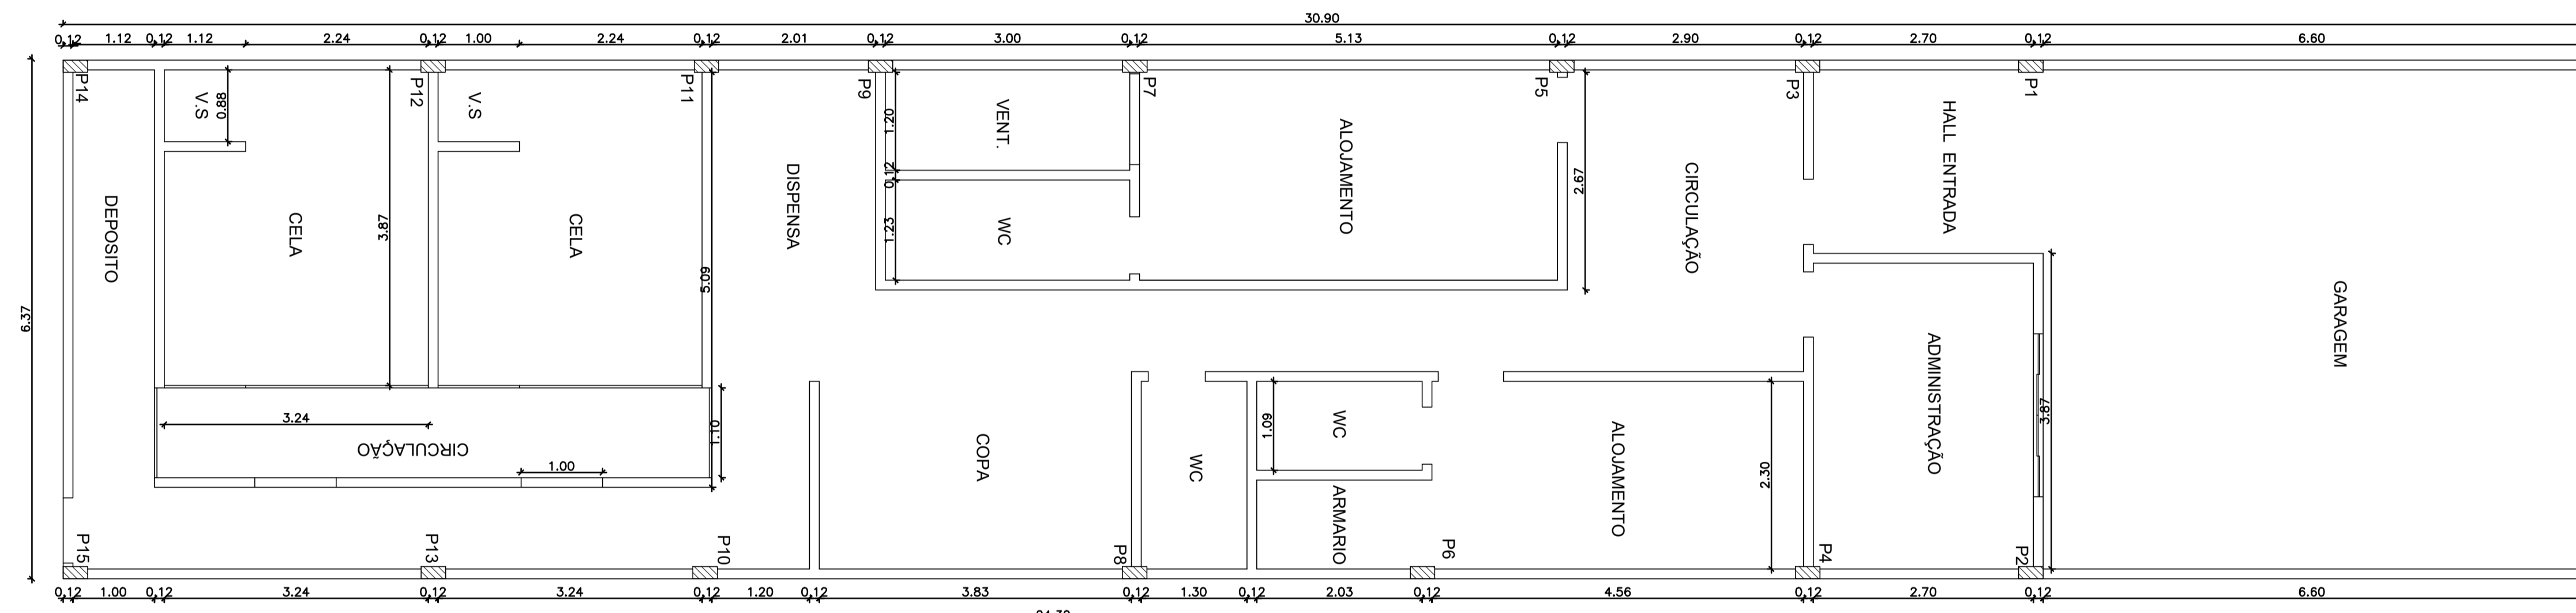 30.90
0.12 1.12 0.12 1.12 2.24 0.12 1.00 2.24 0.12 2.01 0.12 3.00 0.12 5.13 0.12 2.90 0.12 2.70 0.12 6.60
P14
P12
P11
P9
P7
P5
P3
P1
V.S
0.88
V.S
VENT.
1.20
0.12
1.23
WC
ALOJAMENTO
2.67
CIRCULAÇÃO
HALL ENTRADA
DEPOSITO
CELA
3.87
CELA
DISPENSA
5.09
6.37
GARAGEM
ADMINISTRAÇÃO
3.87
3.24
CIRCULAÇÃO
1.10
1.00
COPA
WC
1.09
WC
ARMARIO
ALOJAMENTO
2.30
P15
P13
P10
P8
P6
P4
P2
0.12 1.00 0.12 3.24 0.12 3.24 0.12 1.20 0.12 3.83 0.12 1.30 0.12 2.03 0.12 4.56 0.12 2.70 0.12 6.60